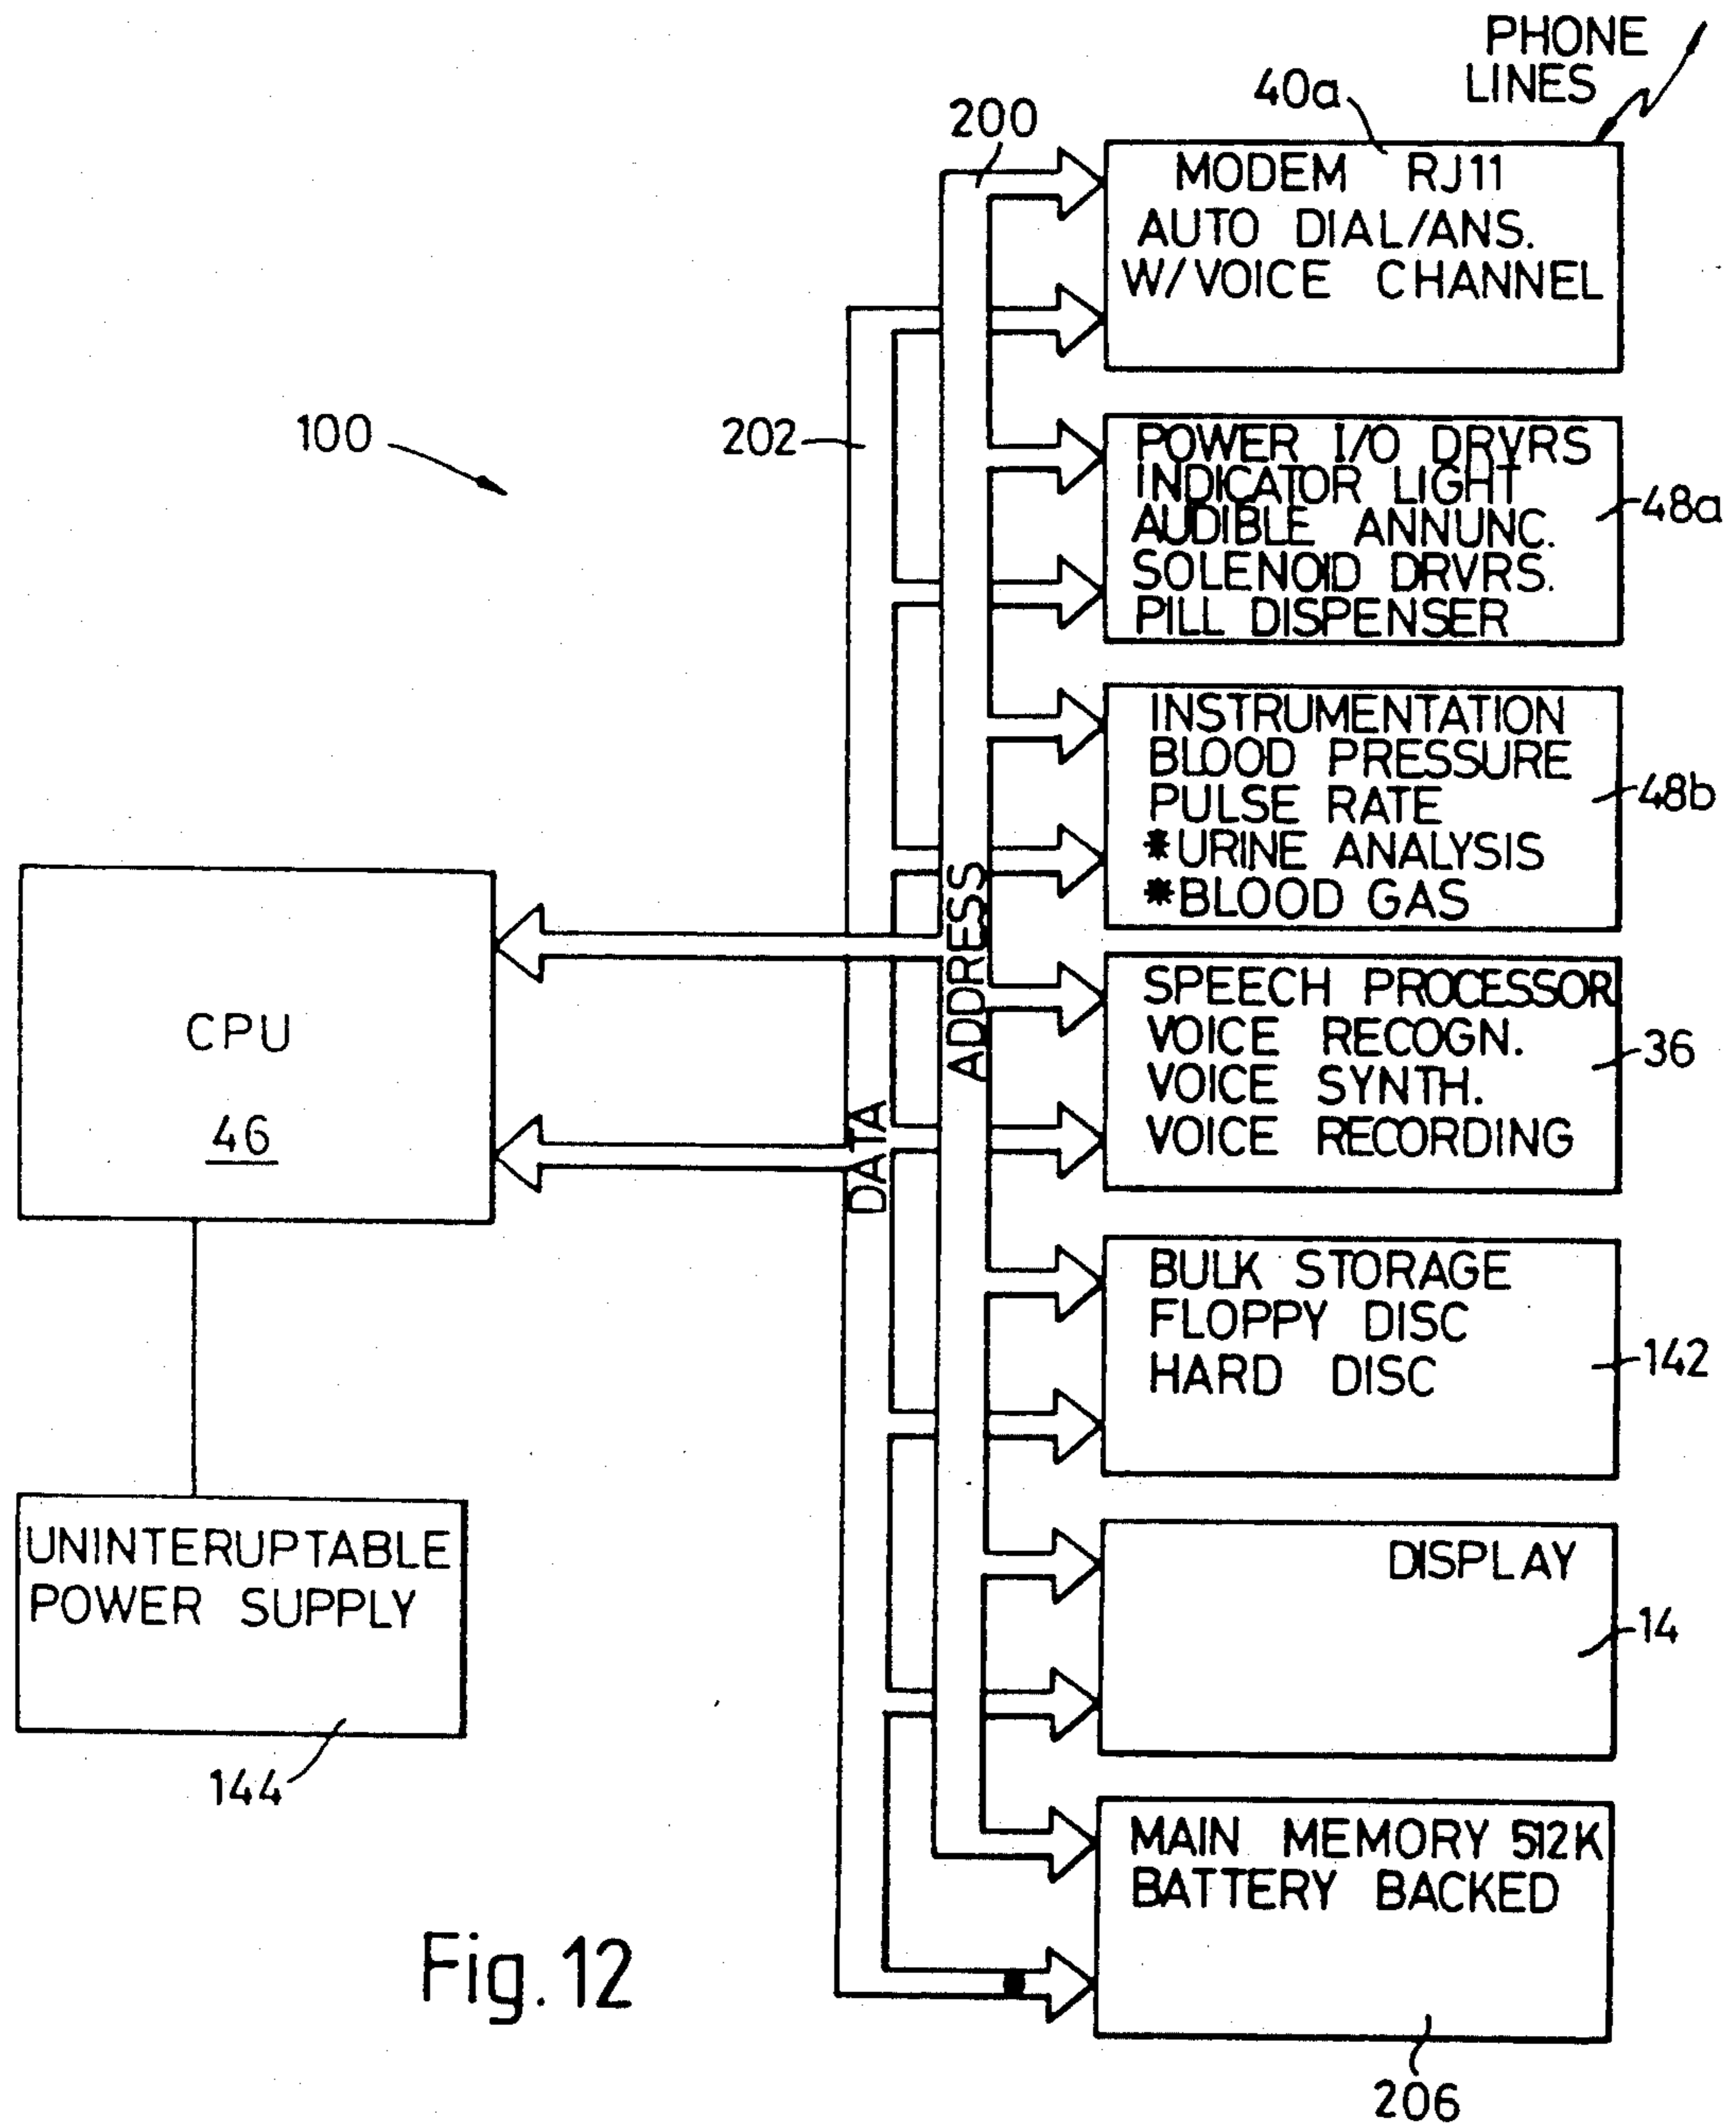 PHONE
LINES
40a
200
MODEM RJ11
AUTO DIAL/ANS.
W/VOICE CHANNEL
100
202
POWER I/O DRVRS
INDICATOR LIGHT
AUDIBLE ANNUNC.
SOLENOID DRVRS.
PILL DISPENSER
48a
INSTRUMENTATION
BLOOD PRESSURE
PULSE RATE
*URINE ANALYSIS
*BLOOD GAS
48b
ADDRESS
DATA
CPU
46
SPEECH PROCESSOR
VOICE RECOGN.
VOICE SYNTH.
VOICE RECORDING
36
BULK STORAGE
FLOPPY DISC
HARD DISC
142
UNINTERUPTABLE
POWER SUPPLY
144
DISPLAY
14
MAIN MEMORY 512K
BATTERY BACKED
206
Fig. 12